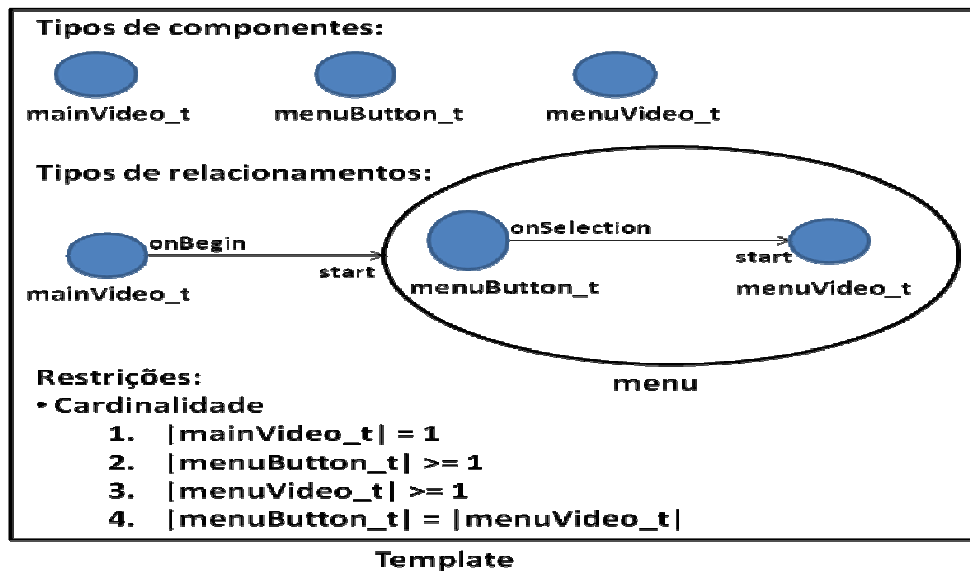 Tipos de componentes:
mainVideo_t menuButton_t menuVideo_t
Tipos de relacionamentos:
onBegin
start
mainVideo_t
onSelection
start
menuButton_t
menuVideo_t
menu
Restrições:
• Cardinalidade
1. |mainVideo_t| = 1
2. |menuButton_t| >= 1
3. |menuVideo_t| >= 1
4. |menuButton_t| = |menuVideo_t|
Template